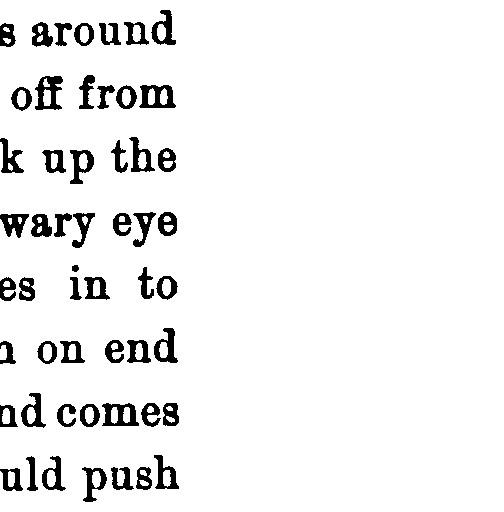 s around
off from
k up the
wary eye
es in to
n on end
nd comes
uld push